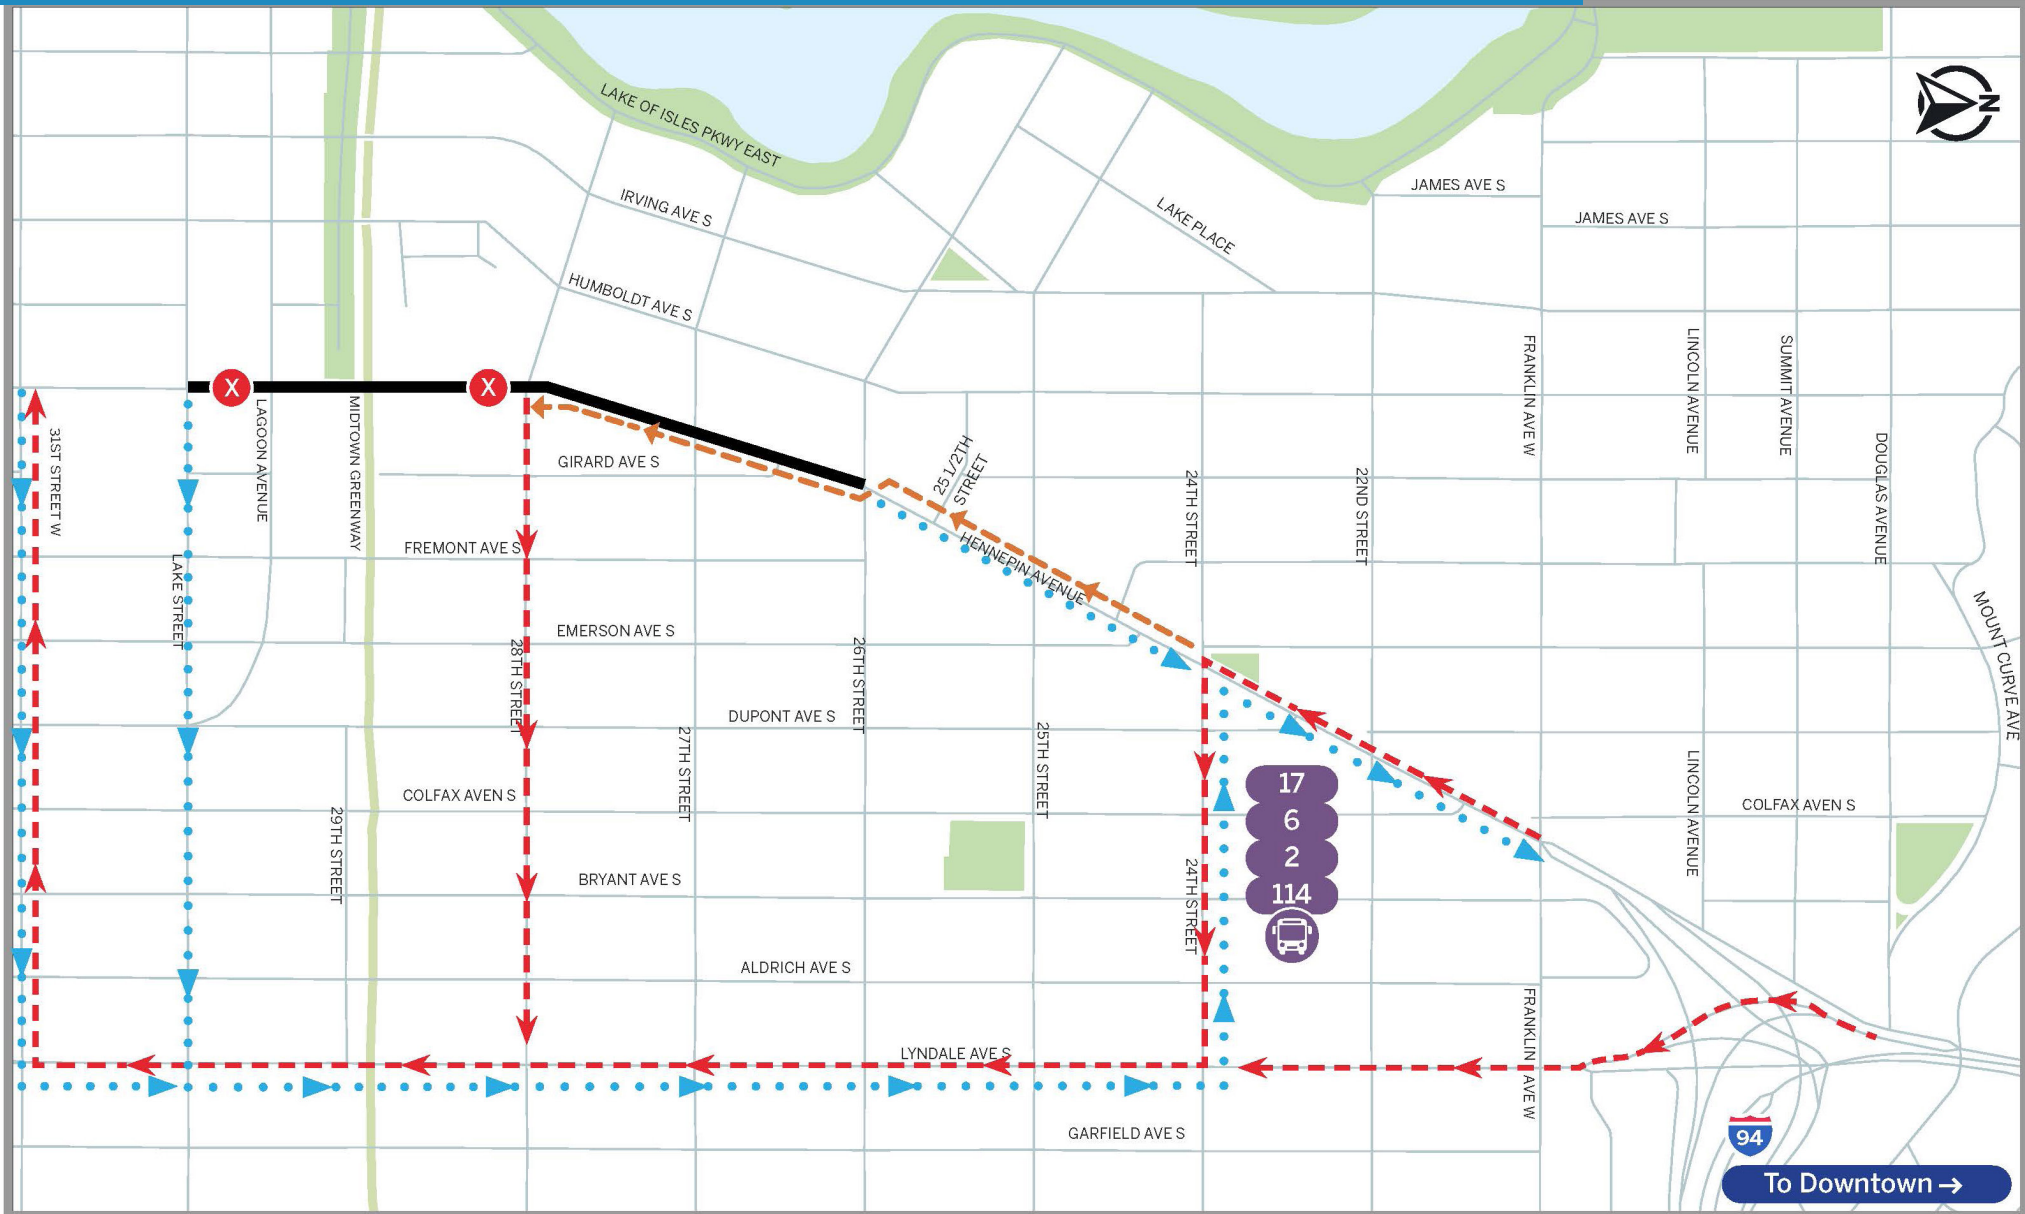 N
LAKE OF ISLES PKWY EAST
IRVING AVE S
JAMES AVE S
JAMES AVE S
LAKE PLACE
HUMBOLDT AVE S
FRANKLIN AVE W
LINCOLN AVENUE
SUMMIT AVENUE
DOUGLAS AVENUE
X
X
LAGOON AVENUE
MIDTOWN GREENWAY
31ST STREET W
GIRARD AVE S
25 1/2TH
STREET
24TH STREET
22ND STREET
FREMONT AVE S
HENNEPIN AVENUE
LAKE STREET
EMERSON AVE S
28TH STREET
26TH STREET
MOUNT CURVE AVE
DUPONT AVE S
27TH STREET
25TH STREET
17
6
2
114
LINCOLN AVENUE
COLFAX AVEN S
COLFAX AVEN S
29TH STREET
24TH STREET
BRYANT AVE S
ALDRICH AVE S
FRANKLIN AVE W
LYNDALE AVE S
GARFIELD AVE S
94
To Downtown →